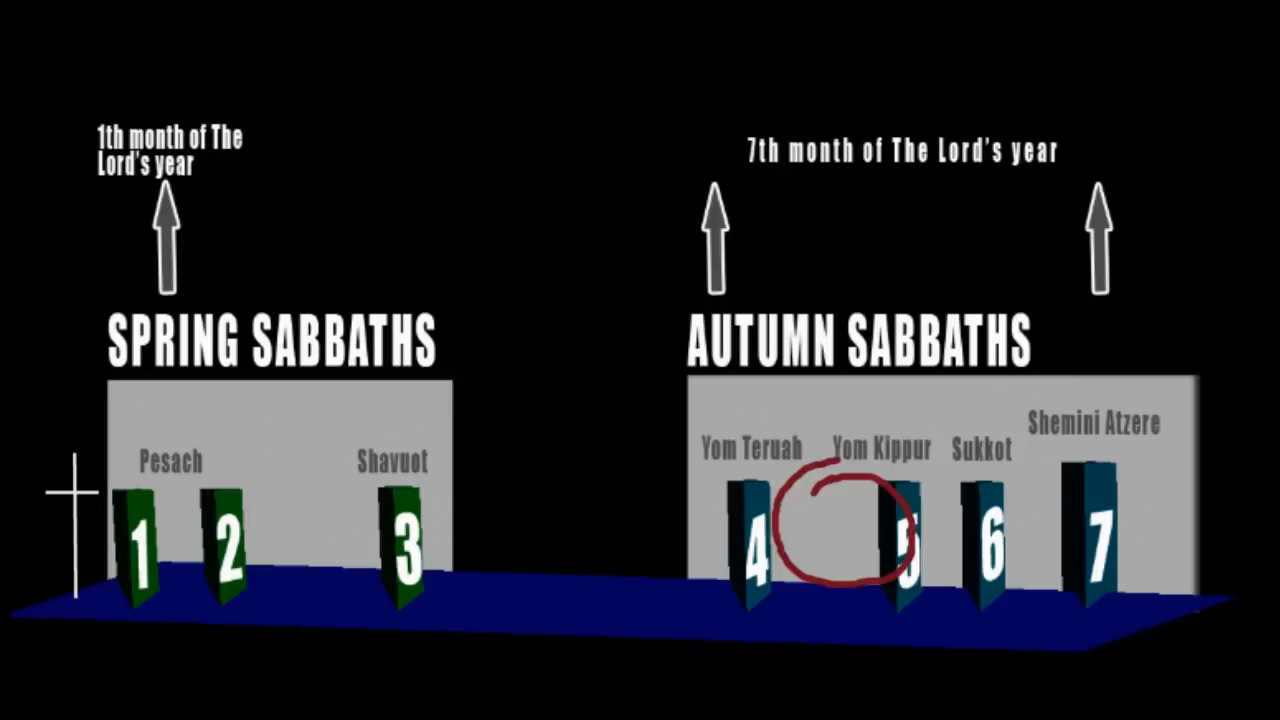 1th month of The
Lord's year
7th month of The Lord's year
SPRING SABBATHS
AUTUMN SABBATHS
Pesach
Shavuot
Yom Teruah
Yom Kippur
Sukkot
Shemini Atzere
1
2
3
4
5
6
7